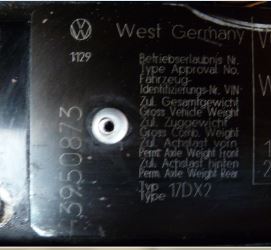 West Germany
1129
Betriebserlaubnis Nr.
Type Approval No.
Fahrzeug-
Identifizierungs-Nr. VIN
Zul. Gesamtgewicht
Gross Vehicle Weight
Zul. Zuggewicht
Gross Comb. Weight
Zul. Achslast vorn
Perm. Axle Weight Front
Zul. Achslast hinten
Perm. Axle Weight Rear
Typ
Type 17DX2
3950873